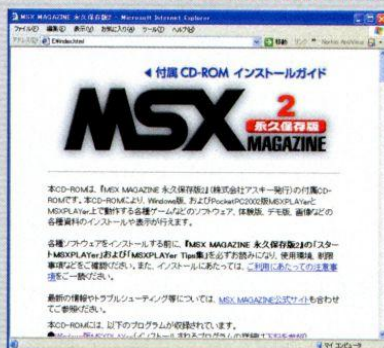 MSX MAGAZINE 永久保存版2 - Microsoft Internet Explorer
ファイル(F) 編集(E) 表示(V) お気に入り(A) ツール(T) ヘルプ(H)
アドレス(D) E:¥index.html 移動 リンク Norton AntiVirus
◀ 付属 CD-ROM インストールガイド
MSX 2
永久保存版
MAGAZINE
本CD-ROMは、『MSX MAGAZINE 永久保存版2』(株式会社アスキー発行)の付属CD-
ROMです。本CD-ROMにより、Windows版、およびPocketPC2002版MSXPLAYerと
MSXPLAYer上で動作する各種ゲームなどのソフトウェア、体験版、デモ版、画像などの
各種資料のインストールや表示が行えます。
各種ソフトウェアをインストールする前に、『MSX MAGAZINE 永久保存版2』の「スター
トMSXPLAYer」および「MSXPLAYer Tips集」を必ずお読みになり、使用環境、制限
事項などをご確認ください。また、インストールにあたっては、ご利用にあたっての注意事
項をご一読ください。
最新の情報やトラブルシューティング等については、MSX MAGAZINE公式サイトも合わせ
てご参照ください。
本CD-ROMには、以下のプログラムが収録されています。
マイ コンピュータ